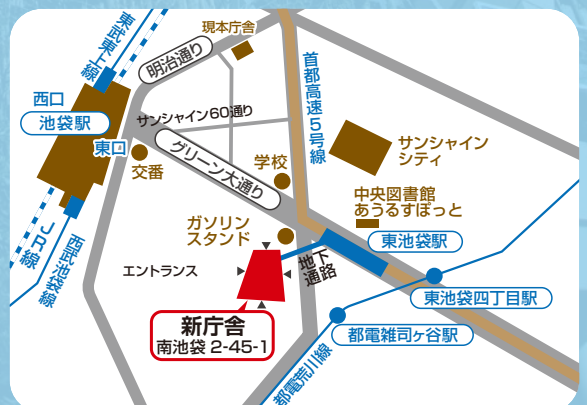 東武東上線
現本庁舎
明治通り
首都高速5号線
西口
池袋駅
サンシャイン60通り
東口
サンシャイン
シティ
交番
グリーン大通り
学校
中央図書館
あうるすぽっと
ガソリン
スタンド
東池袋駅
JR線
西武池袋線
エントランス
地下
通路
東池袋四丁目駅
新庁舎
南池袋 2-45-1
都電雑司ヶ谷駅
都電荒川線